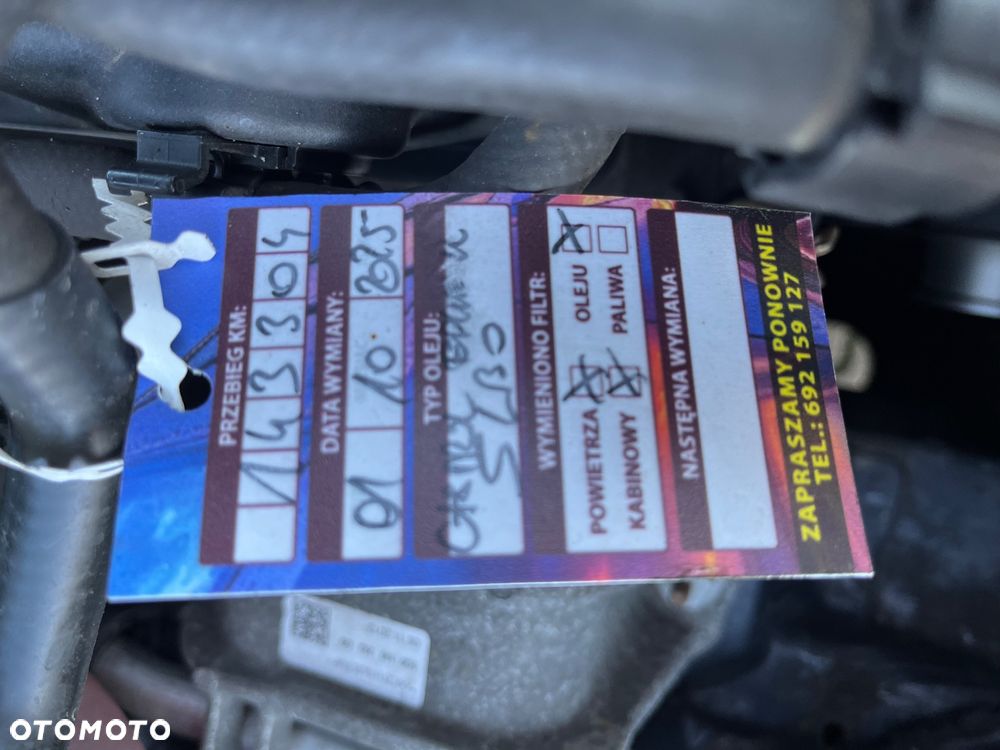 PRZEBIEG KM:
143304
DATA WYMIANY:
01 10 2025
TYP OLEJU:
5W30
WYMIENIONO FILTR:
POWIETRZA OLEJU
KABINOWY PALIWA
NASTĘPNA WYMIANA:
ZAPRASZAMY PONOWNIE
TEL.: 692 159 127
OTOMOTO